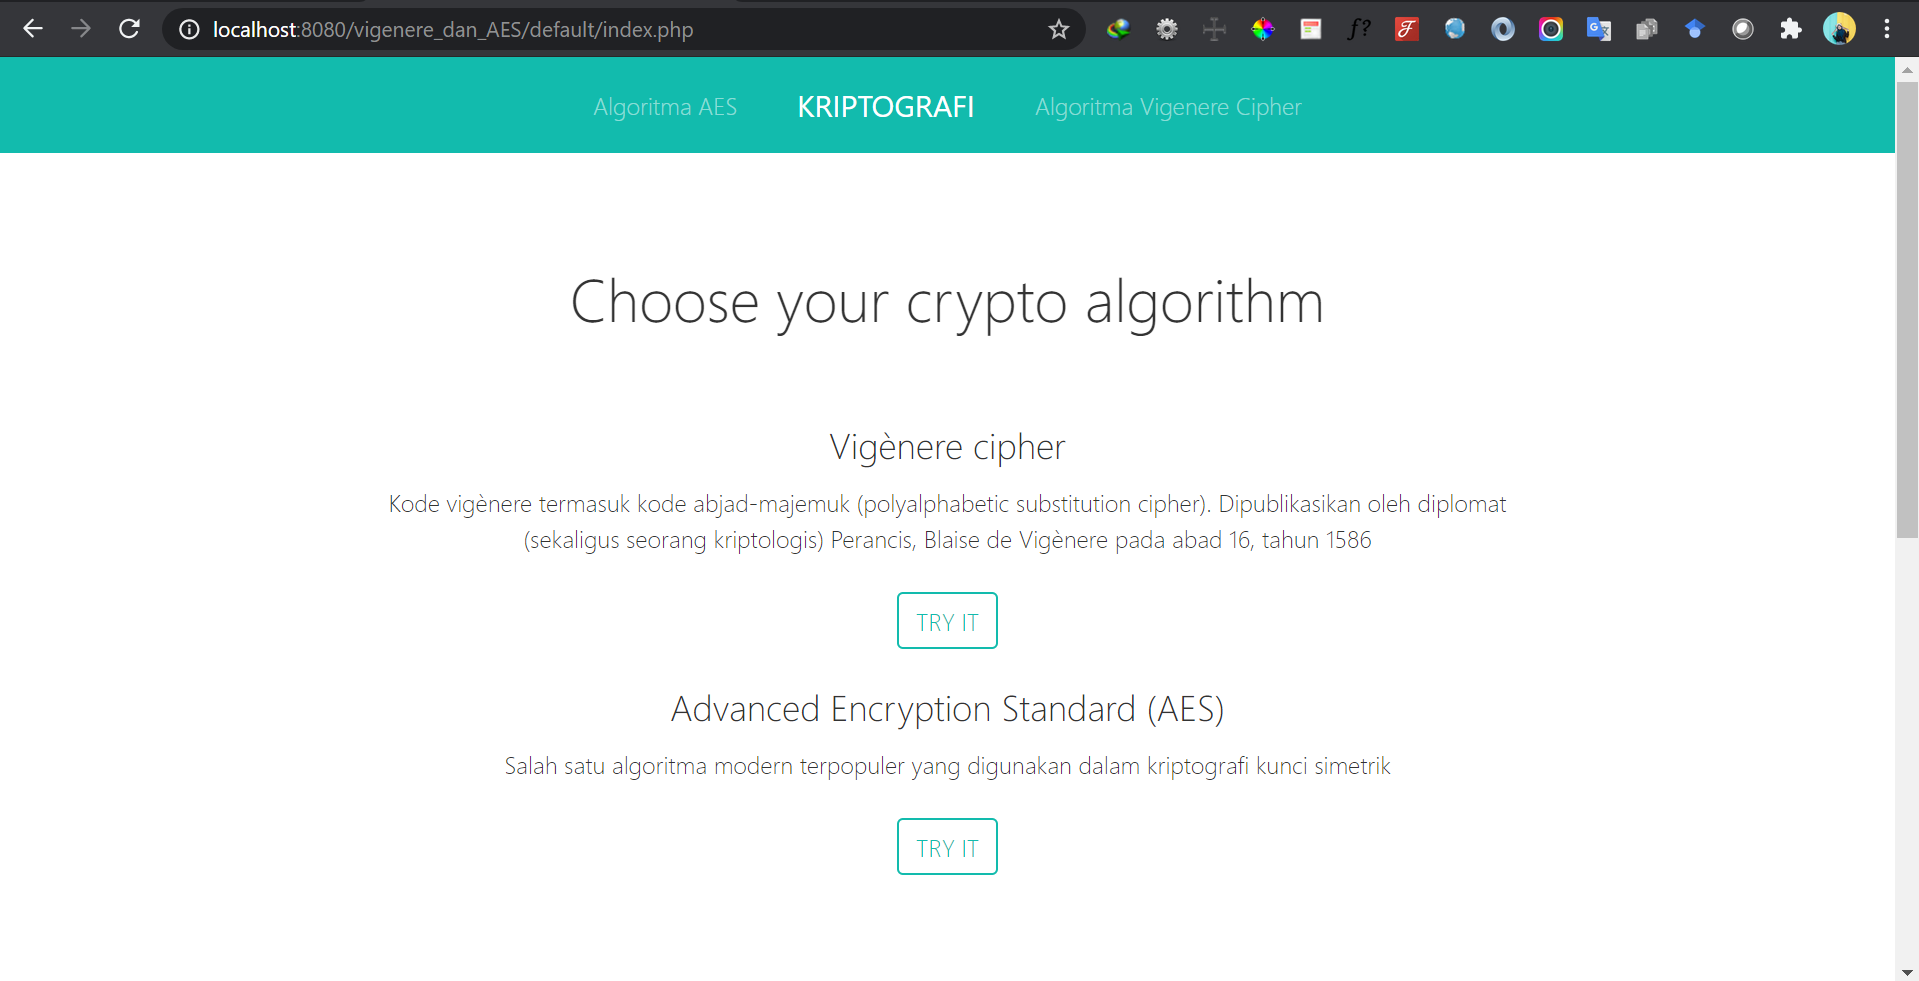 localhost:8080/vigenere_dan_AES/default/index.php
Algoritma AES
KRIPTOGRAFI
Algoritma Vigenere Cipher
Choose your crypto algorithm
Vigènere cipher
Kode vigènere termasuk kode abjad-majemuk (polyalphabetic substitution cipher). Dipublikasikan oleh diplomat
(sekaligus seorang kriptologis) Perancis, Blaise de Vigènere pada abad 16, tahun 1586
TRY IT
Advanced Encryption Standard (AES)
Salah satu algoritma modern terpopuler yang digunakan dalam kriptografi kunci simetrik
TRY IT